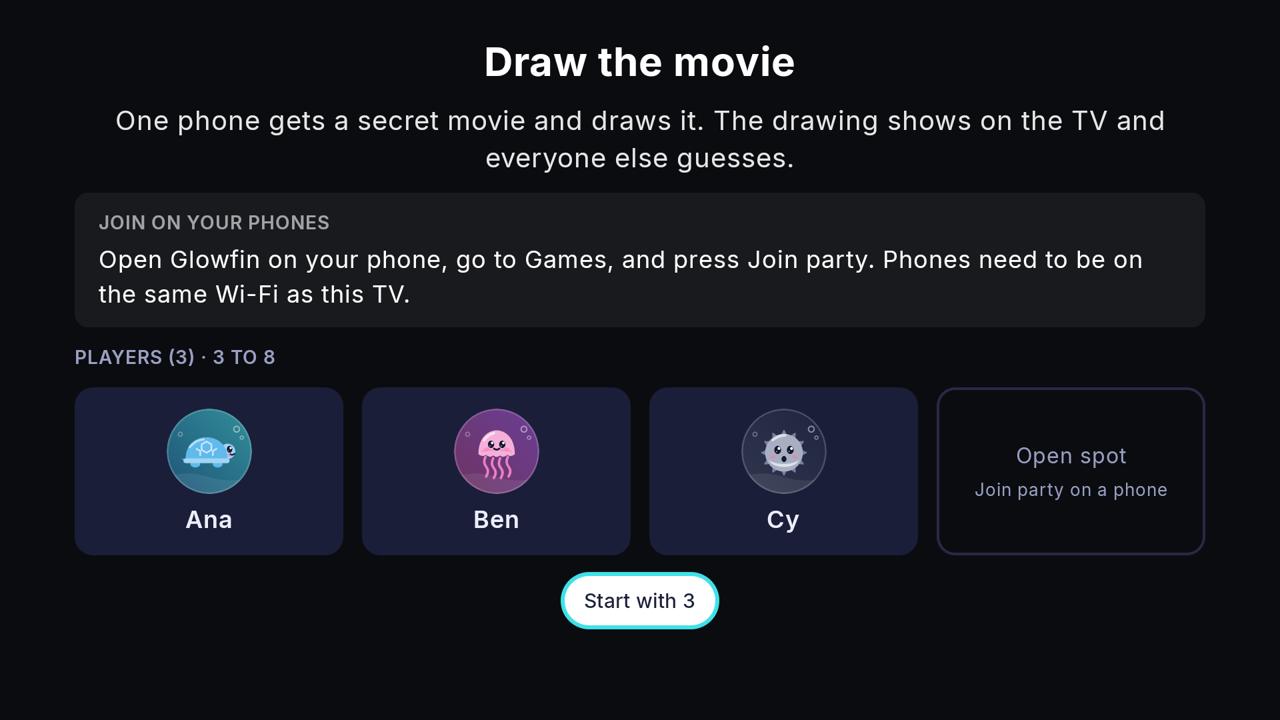 Draw the movie
One phone gets a secret movie and draws it. The drawing shows on the TV and
everyone else guesses.
JOIN ON YOUR PHONES
Open Glowfin on your phone, go to Games, and press Join party. Phones need to be on
the same Wi-Fi as this TV.
PLAYERS (3) · 3 TO 8
Ana
Ben
Cy
Open spot
Join party on a phone
Start with 3